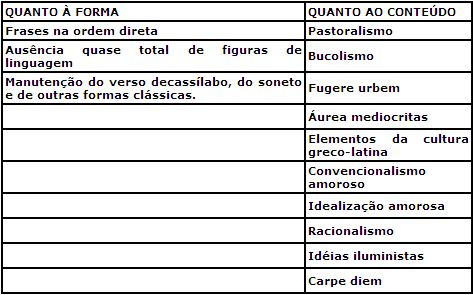 QUANTO À FORMA
QUANTO AO CONTEÚDO
Frases na ordem direta
Pastoralismo
Ausência quase total de figuras de
linguagem
Bucolismo
Manutenção do verso decassílabo, do soneto
e de outras formas clássicas.
Fugere urbem
Áurea mediocritas
Elementos da cultura
greco-latina
Convencionalismo
amoroso
Idealização amorosa
Racionalismo
Idéias iluministas
Carpe diem